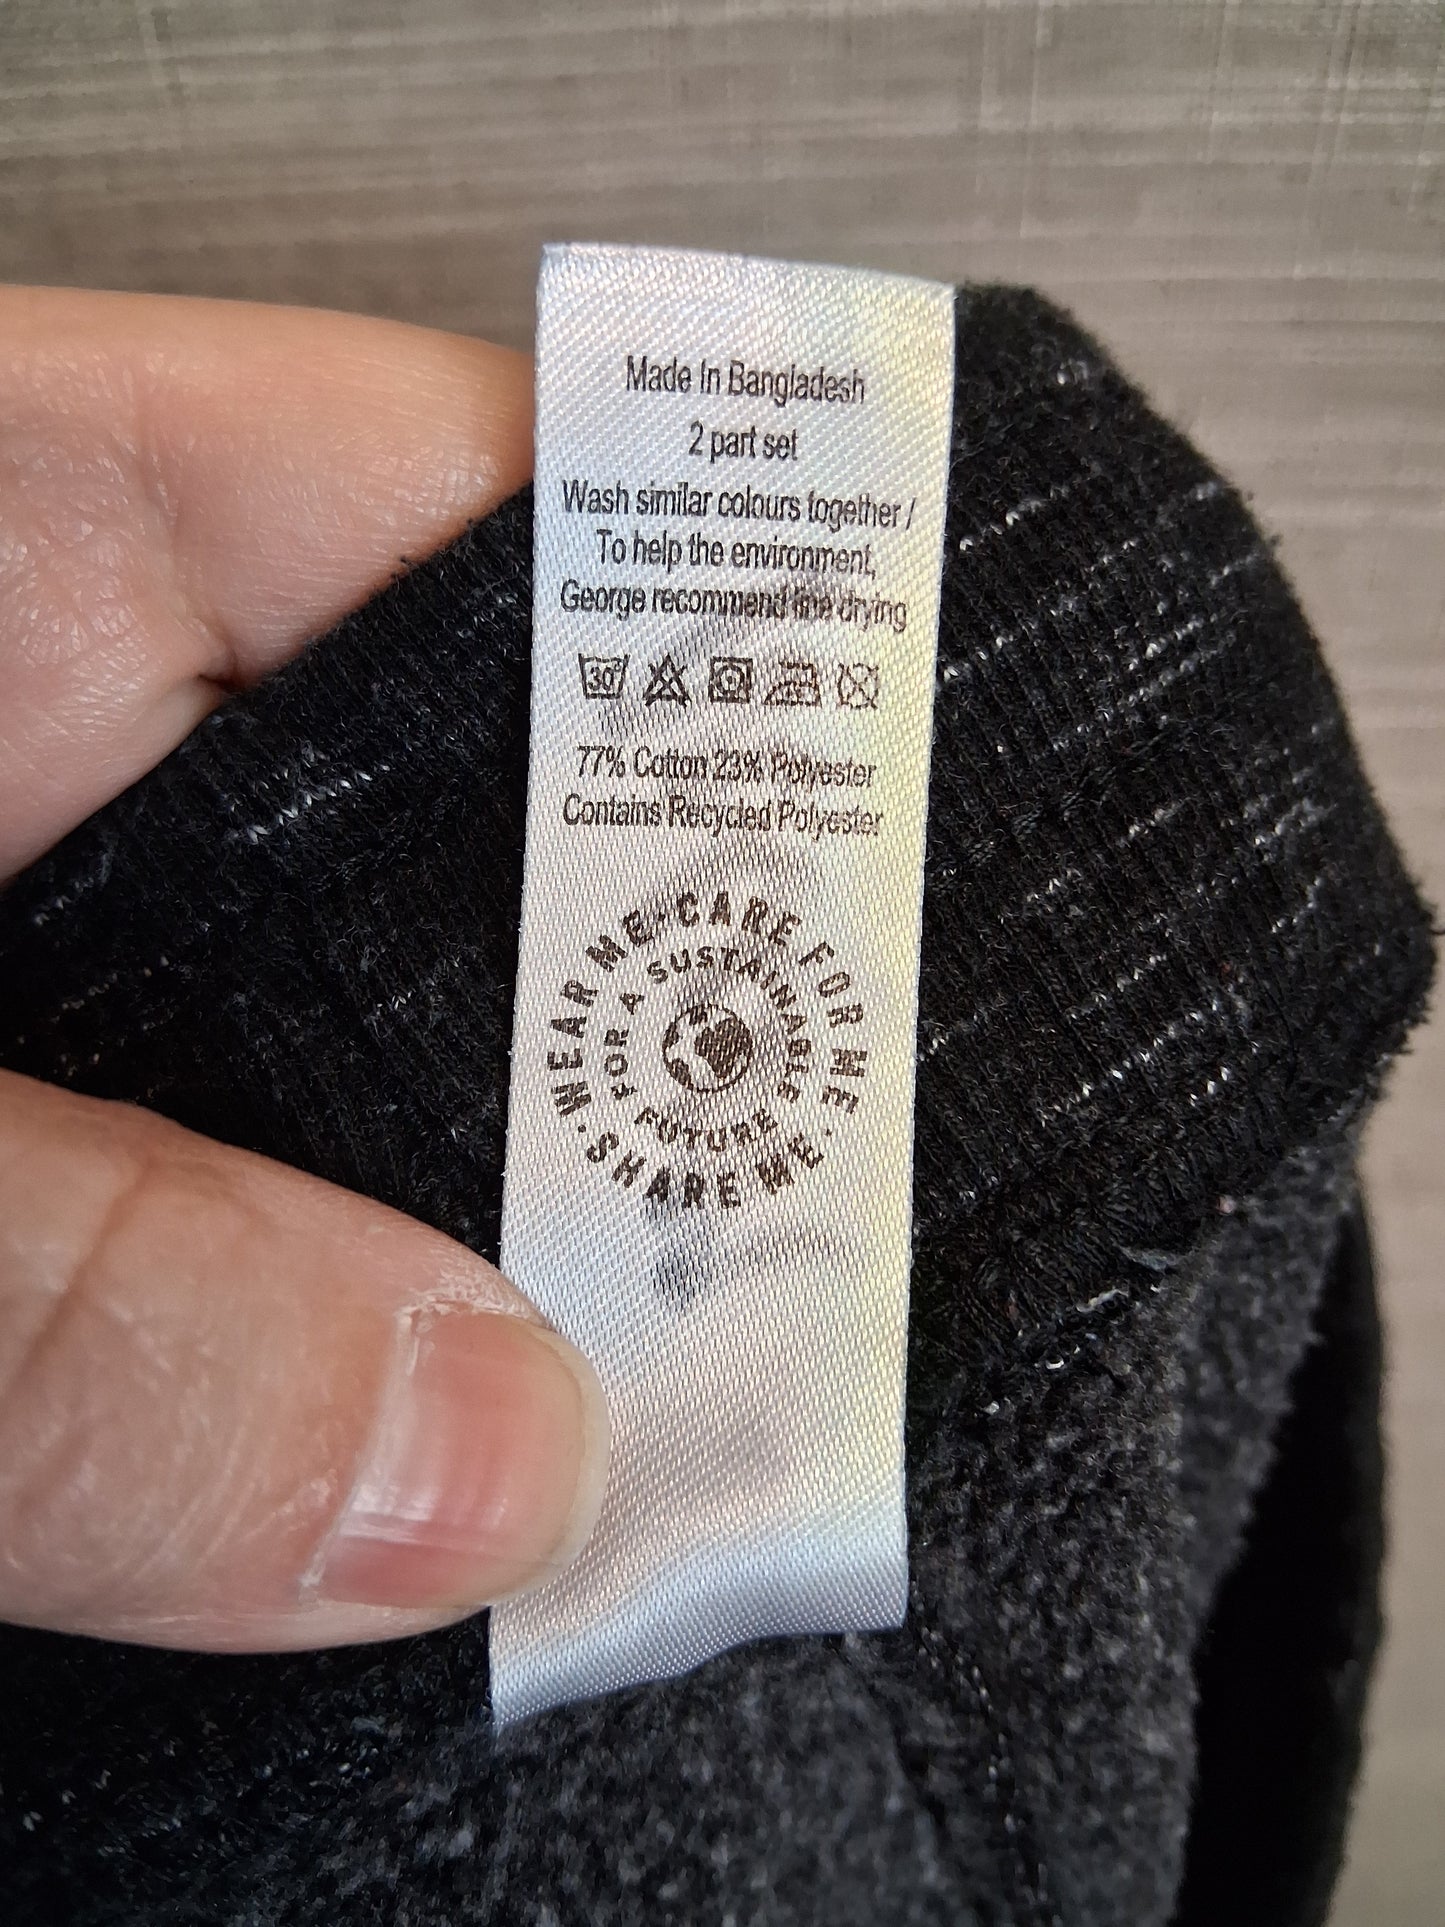 Made In Bangladesh
2 part set
Wash similar colours together /
To help the environment,
George recommend line drying
30
77% Cotton 23% Polyester
Contains Recycled Polyester
· WEAR ME · CARE FOR ME · SHARE ME
FOR A SUSTAINABLE FUTURE